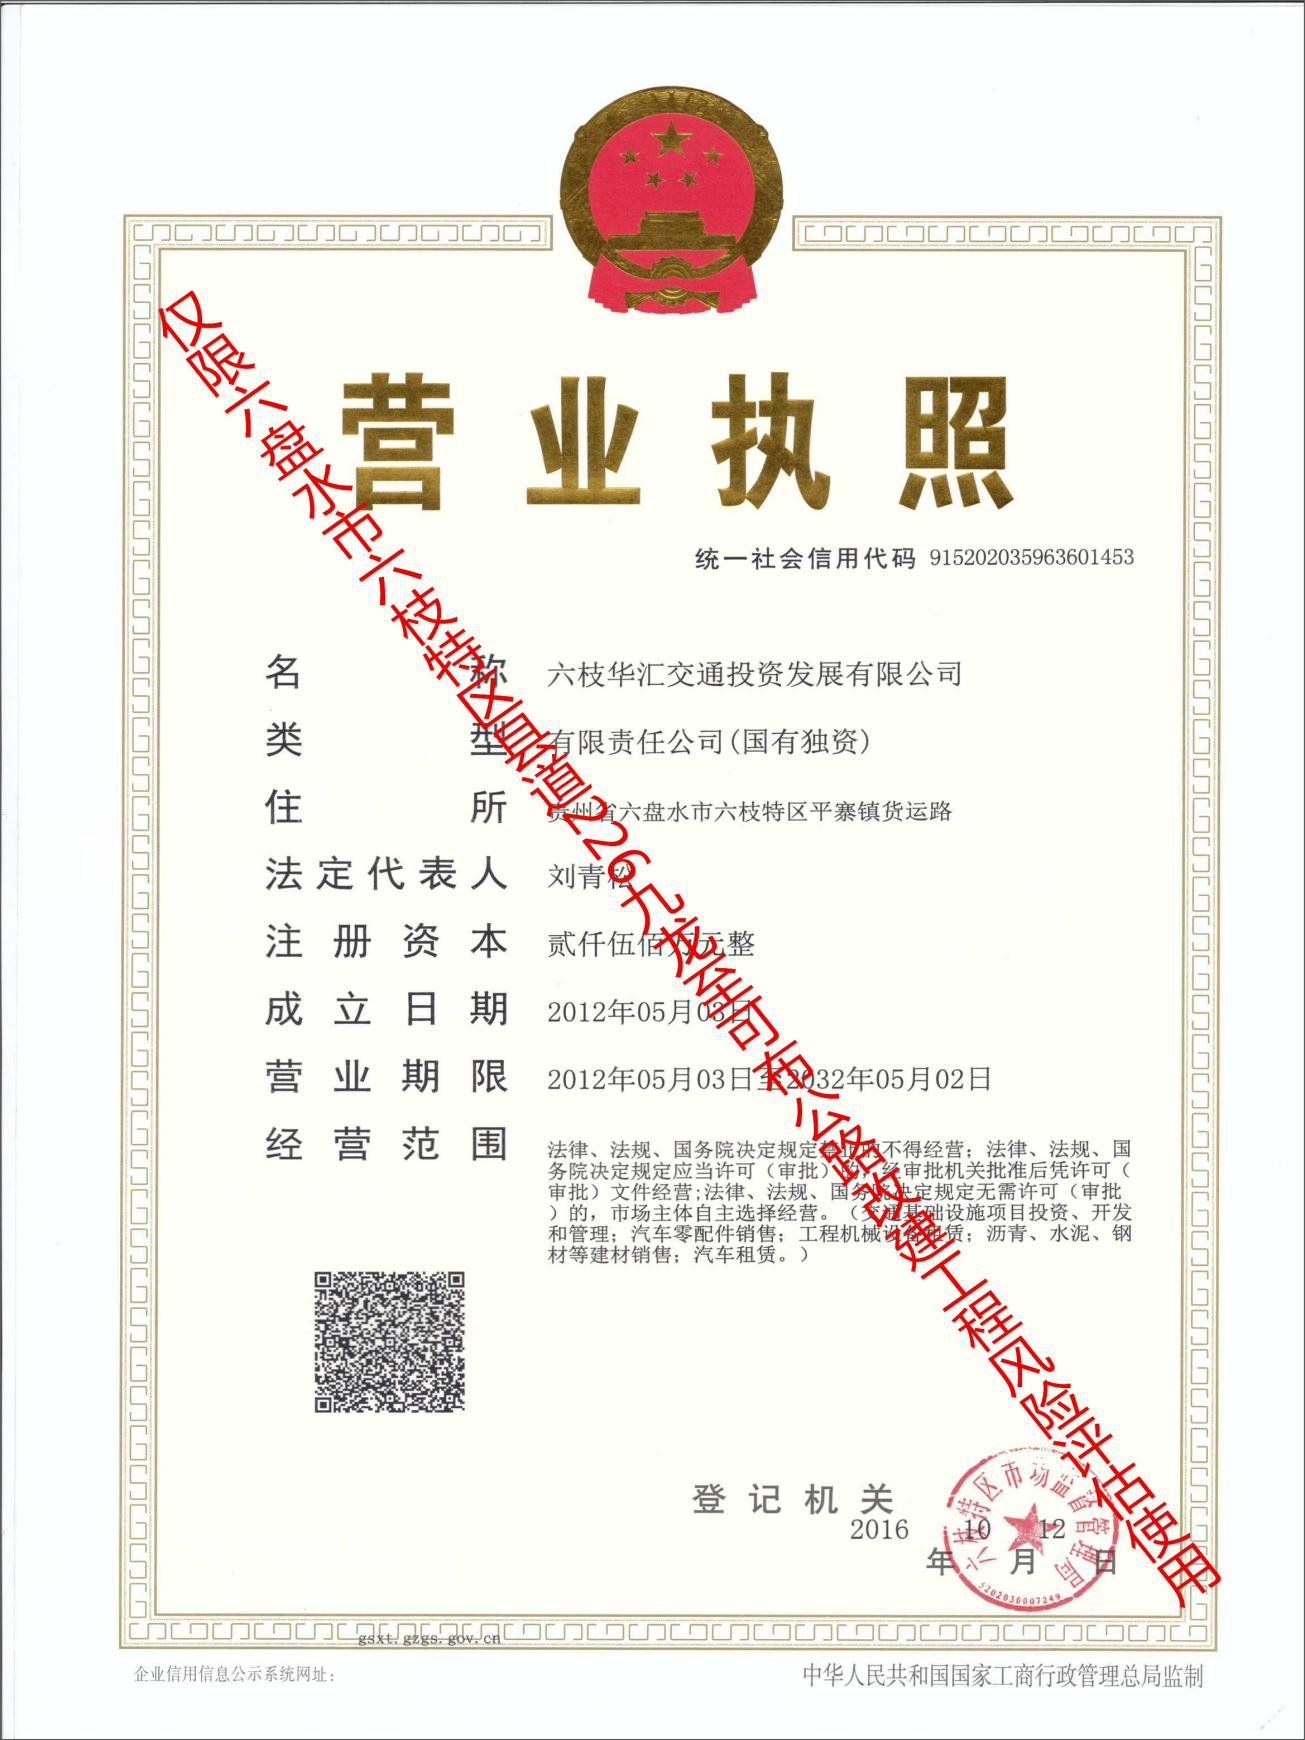 营业执照
统一社会信用代码 915202035963601453
名称 六枝华汇交通投资发展有限公司
类型 有限责任公司(国有独资)
住所 贵州省六盘水市六枝特区平寨镇货运路
法定代表人 刘青松
注册资本 贰仟伍佰万元整
成立日期 2012年05月03日
营业期限 2012年05月03日至2032年05月02日
经营范围 法律、法规、国务院决定规定禁止的不得经营；法律、法规、国
务院决定规定应当许可（审批）的，经审批机关批准后凭许可（
审批）文件经营;法律、法规、国务院决定规定无需许可（审批
）的，市场主体自主选择经营。（交通基础设施项目投资、开发
和管理；汽车零配件销售；工程机械设备租赁；沥青、水泥、钢
材等建材销售；汽车租赁。）
登记机关
2016年10月12日
六枝特区市场监督管理局
5202030007249
gsxt.gzgs.gov.cn
企业信用信息公示系统网址：
中华人民共和国国家工商行政管理总局监制
仅限六盘水市六枝特区县道226九龙至司布公路改建工程风险评估使用